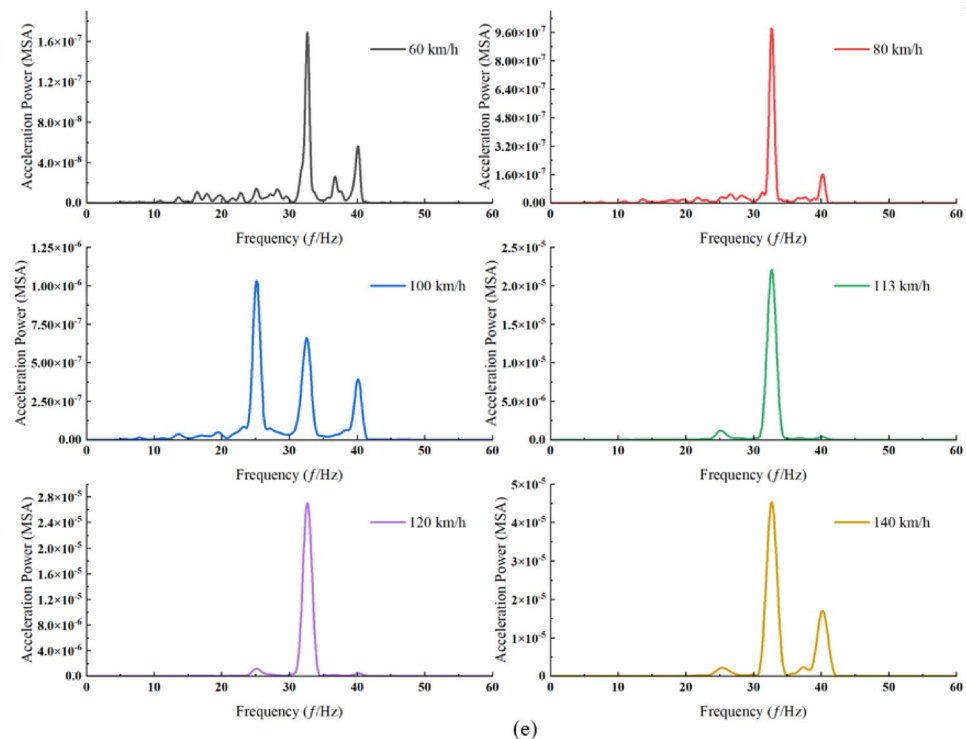 Acceleration Power (MSA)
1.6×10⁻⁷
1.2×10⁻⁷
8.0×10⁻⁸
4.0×10⁻⁸
0.0
60 km/h
0 10 20 30 40 50 60
Frequency (f/Hz)
Acceleration Power (MSA)
9.60×10⁻⁷
8.00×10⁻⁷
6.40×10⁻⁷
4.80×10⁻⁷
3.20×10⁻⁷
1.60×10⁻⁷
0.00
80 km/h
0 10 20 30 40 50 60
Frequency (f/Hz)
Acceleration Power (MSA)
1.25×10⁻⁶
1.00×10⁻⁶
7.50×10⁻⁷
5.00×10⁻⁷
2.50×10⁻⁷
0.00
100 km/h
0 10 20 30 40 50 60
Frequency (f/Hz)
Acceleration Power (MSA)
2.5×10⁻⁵
2.0×10⁻⁵
1.5×10⁻⁵
1.0×10⁻⁵
5.0×10⁻⁶
0.0
113 km/h
0 10 20 30 40 50 60
Frequency (f/Hz)
Acceleration Power (MSA)
2.8×10⁻⁵
2.4×10⁻⁵
2.0×10⁻⁵
1.6×10⁻⁵
1.2×10⁻⁵
8.0×10⁻⁶
4.0×10⁻⁶
0.0
120 km/h
0 10 20 30 40 50 60
Frequency (f/Hz)
Acceleration Power (MSA)
5×10⁻⁵
4×10⁻⁵
3×10⁻⁵
2×10⁻⁵
1×10⁻⁵
0
140 km/h
0 10 20 30 40 50 60
Frequency (f/Hz)
(e)